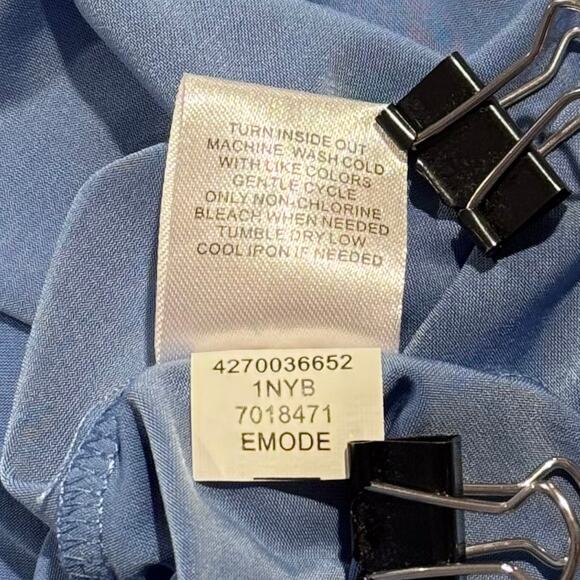 TURN INSIDE OUT
MACHINE WASH COLD
WITH LIKE COLORS
GENTLE CYCLE
ONLY NON-CHLORINE
BLEACH WHEN NEEDED
TUMBLE DRY LOW
COOL IPON IF NEEDED
4270036652
1NYB
7018471
EMODE